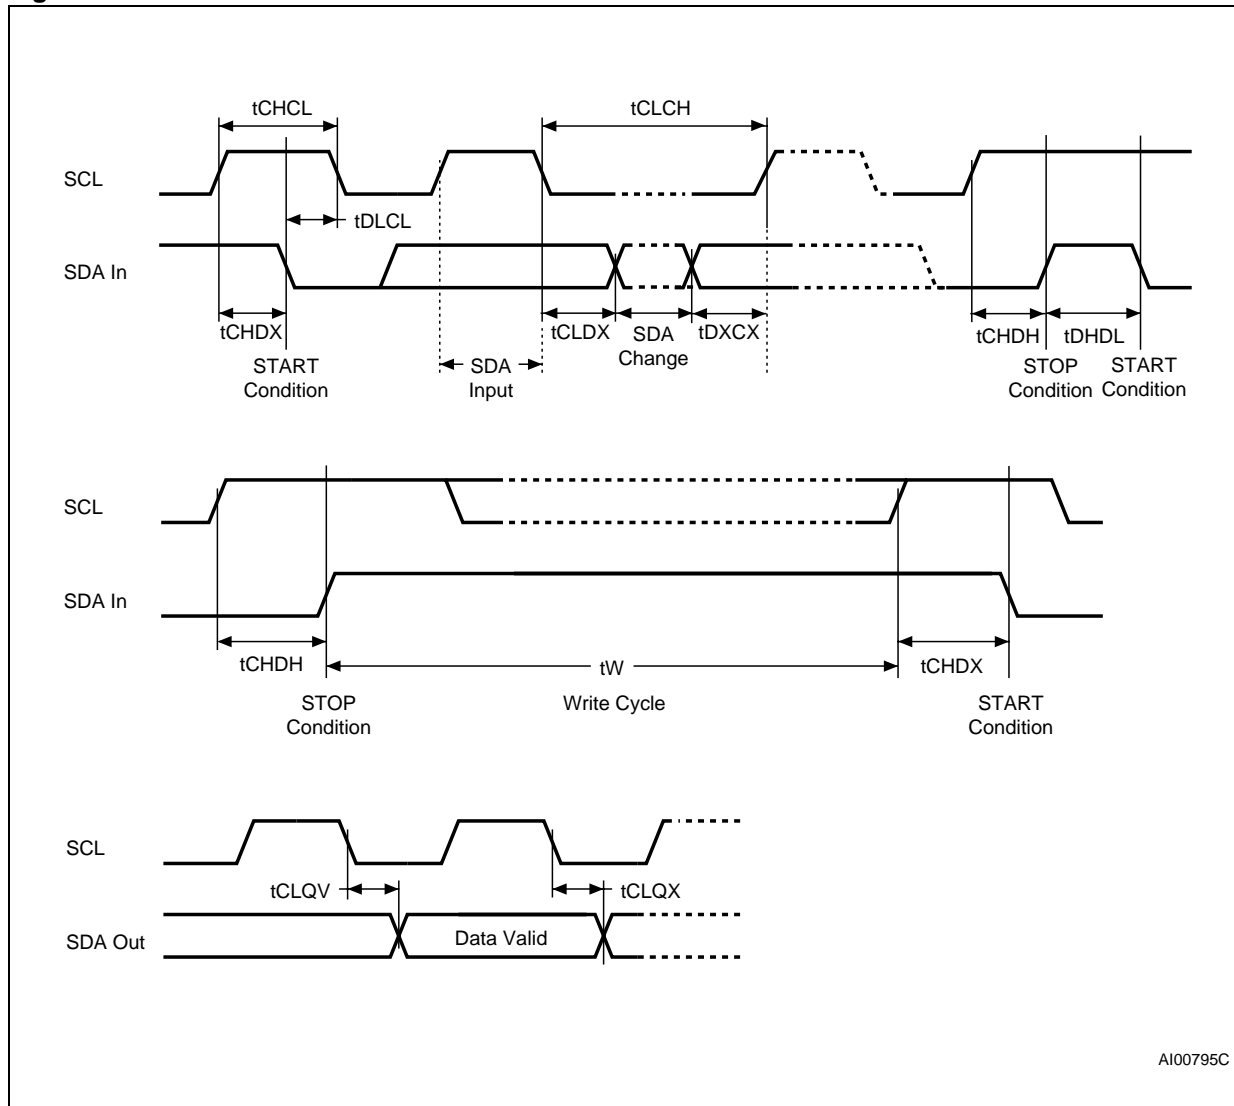 tCHCL
tCLCH
SCL
tDLCL
SDA In
tCHDX
START
Condition
SDA
Input
tCLDX
SDA
Change
tDXCX
tCHDH
tDHDL
STOP
Condition
START
Condition
SCL
SDA In
tCHDH
STOP
Condition
tW
Write Cycle
tCHDX
START
Condition
SCL
tCLQV
tCLQX
SDA Out
Data Valid
AI00795C